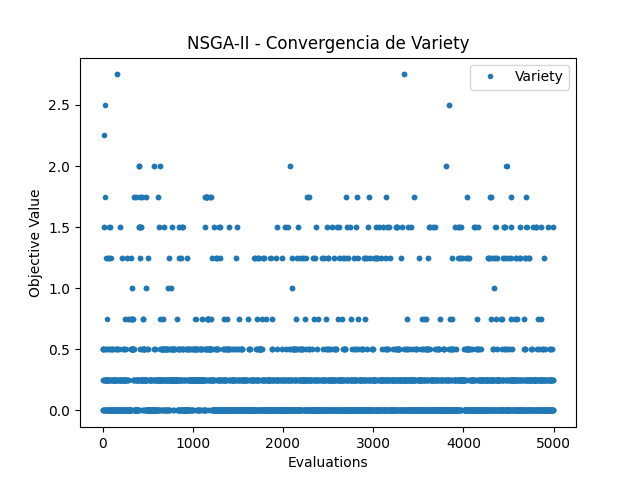 NSGA-II - Convergencia de Variety
Variety
Objective Value
2.5
2.0
1.5
1.0
0.5
0.0
0 1000 2000 3000 4000 5000
Evaluations